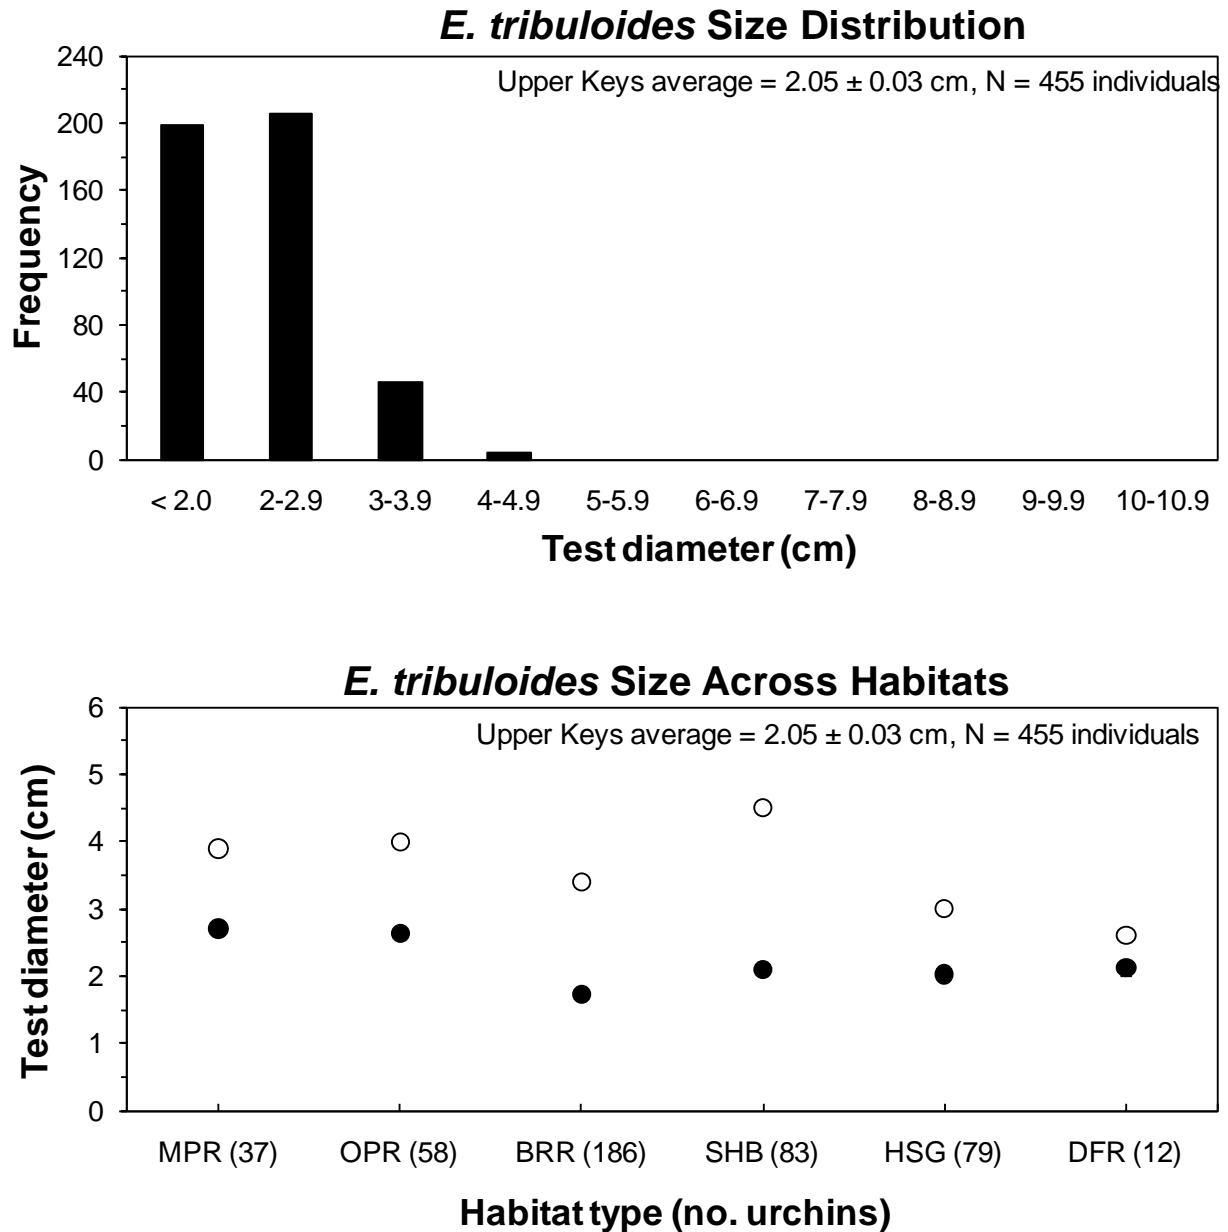 E. tribuloides Size Distribution
Upper Keys average = 2.05 ± 0.03 cm, N = 455 individuals
240
200
160
120
80
40
0
Frequency
< 2.0 2-2.9 3-3.9 4-4.9 5-5.9 6-6.9 7-7.9 8-8.9 9-9.9 10-10.9
Test diameter (cm)
E. tribuloides Size Across Habitats
Upper Keys average = 2.05 ± 0.03 cm, N = 455 individuals
6
5
4
3
2
1
0
Test diameter (cm)
MPR (37) OPR (58) BRR (186) SHB (83) HSG (79) DFR (12)
Habitat type (no. urchins)